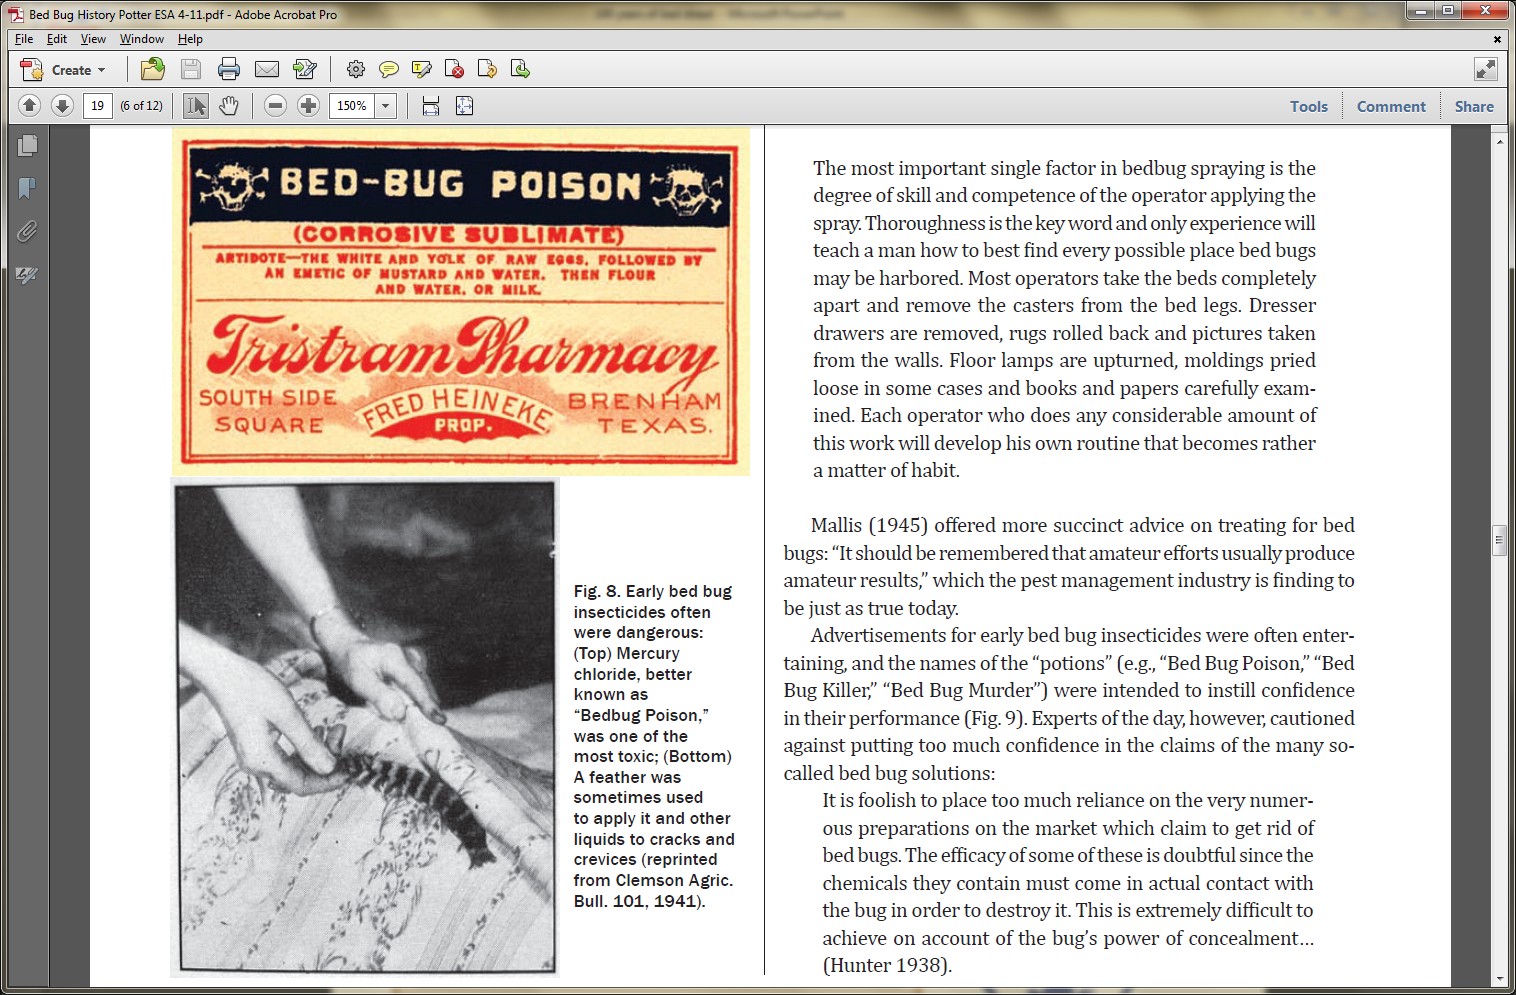 Bed Bug History Potter ESA 4-11.pdf - Adobe Acrobat Pro
File Edit View Window Help
Create
19 (6 of 12) 150% Tools Comment Share
BED-BUG POISON
(CORROSIVE SUBLIMATE)
ARTIDOTE—THE WHITE AND YOLK OF RAW EGGS, FOLLOWED BY
AN EMETIC OF MUSTARD AND WATER, THEN FLOUR
AND WATER, OR MILK.
Tristram Pharmacy
SOUTH SIDE
SQUARE
FRED HEINEKE,
PROP.
BRENHAM
TEXAS.
Fig. 8. Early bed bug
insecticides often
were dangerous:
(Top) Mercury
chloride, better
known as
“Bedbug Poison,”
was one of the
most toxic; (Bottom)
A feather was
sometimes used
to apply it and other
liquids to cracks and
crevices (reprinted
from Clemson Agric.
Bull. 101, 1941).
The most important single factor in bedbug spraying is the
degree of skill and competence of the operator applying the
spray. Thoroughness is the key word and only experience will
teach a man how to best find every possible place bed bugs
may be harbored. Most operators take the beds completely
apart and remove the casters from the bed legs. Dresser
drawers are removed, rugs rolled back and pictures taken
from the walls. Floor lamps are upturned, moldings pried
loose in some cases and books and papers carefully exam-
ined. Each operator who does any considerable amount of
this work will develop his own routine that becomes rather
a matter of habit.
Mallis (1945) offered more succinct advice on treating for bed
bugs: “It should be remembered that amateur efforts usually produce
amateur results,” which the pest management industry is finding to
be just as true today.
Advertisements for early bed bug insecticides were often enter-
taining, and the names of the “potions” (e.g., “Bed Bug Poison,” “Bed
Bug Killer,” “Bed Bug Murder”) were intended to instill confidence
in their performance (Fig. 9). Experts of the day, however, cautioned
against putting too much confidence in the claims of the many so-
called bed bug solutions:
It is foolish to place too much reliance on the very numer-
ous preparations on the market which claim to get rid of
bed bugs. The efficacy of some of these is doubtful since the
chemicals they contain must come in actual contact with
the bug in order to destroy it. This is extremely difficult to
achieve on account of the bug’s power of concealment...
(Hunter 1938).